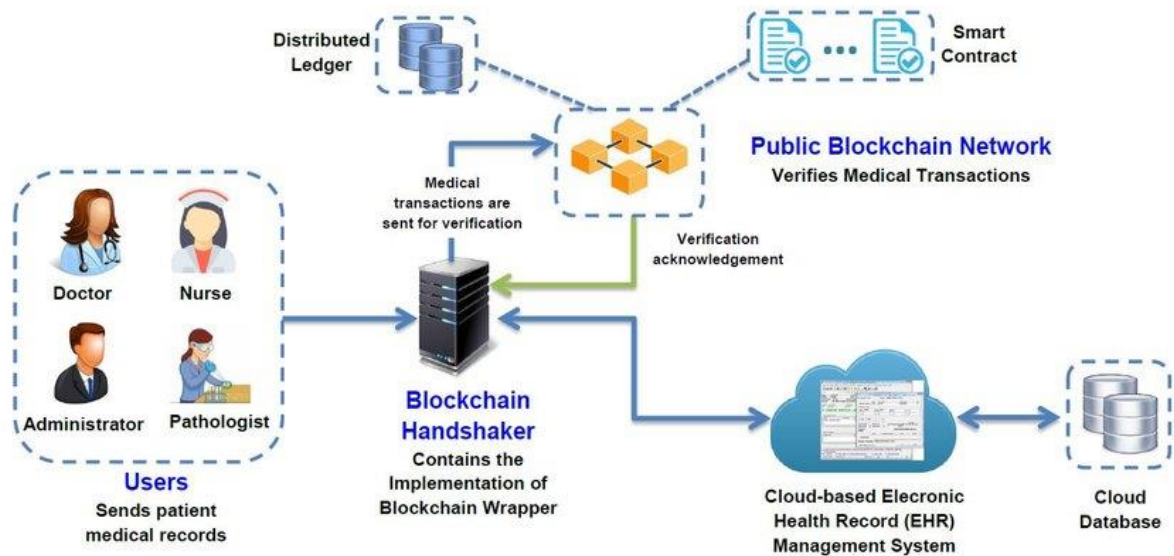 Distributed
Ledger
Smart
Contract
Public Blockchain Network
Verifies Medical Transactions
Medical
transactions are
sent for verification
Verification
acknowledgement
Doctor
Nurse
Administrator
Pathologist
Users
Sends patient
medical records
Blockchain
Handshaker
Contains the
Implementation of
Blockchain Wrapper
Cloud-based Elecronic
Health Record (EHR)
Management System
Cloud
Database